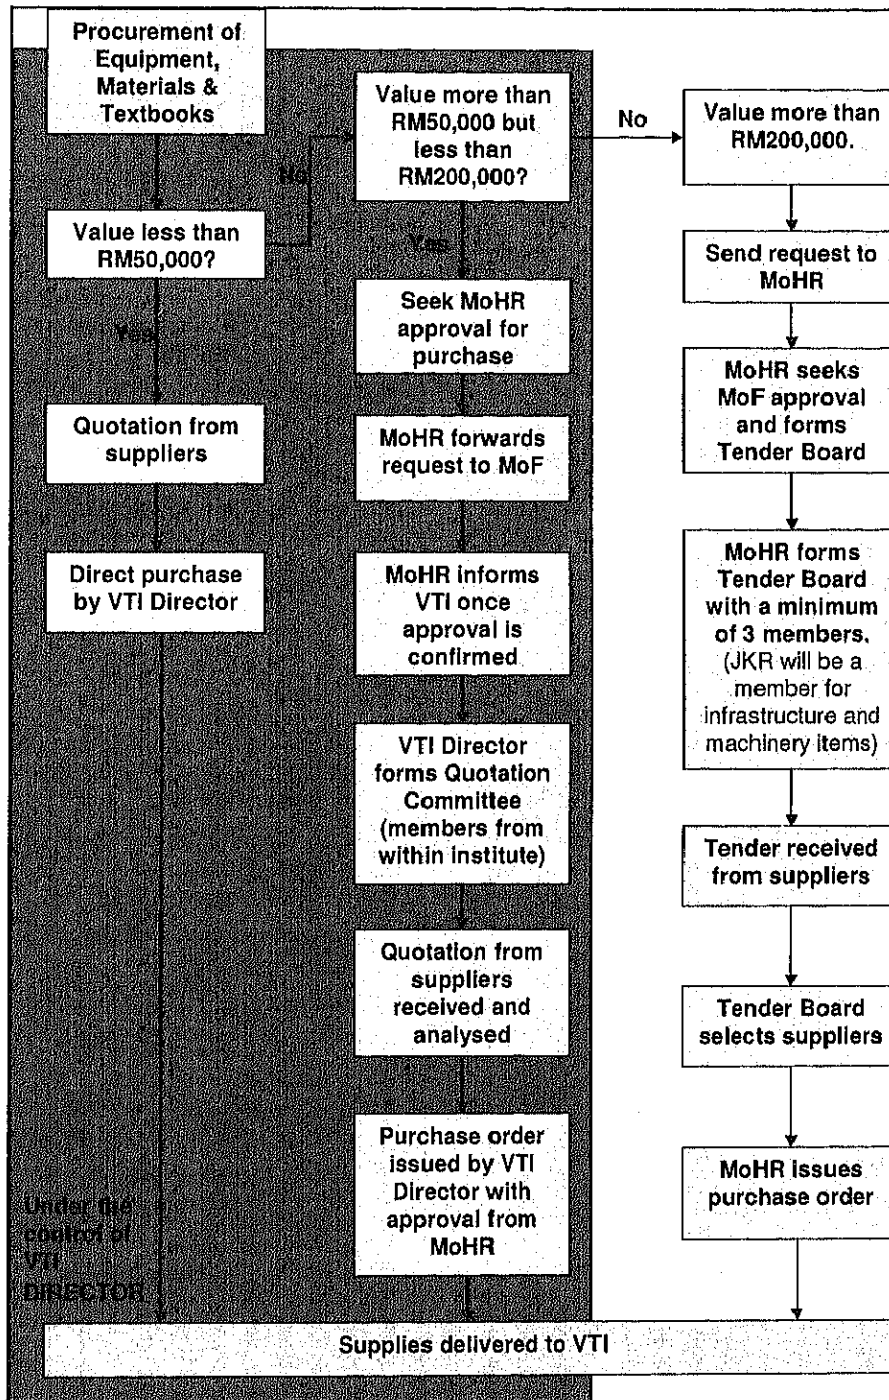 Procurement of
Equipment,
Materials &
Textbooks
Value less than
RM50,000?
No
Yes
Quotation from
suppliers
Direct purchase
by VTI Director
Under the
control of
VTI
DIRECTOR
Value more than
RM50,000 but
less than
RM200,000?
No
Yes
Seek MoHR
approval for
purchase
MoHR forwards
request to MoF
MoHR informs
VTI once
approval is
confirmed
VTI Director
forms Quotation
Committee
(members from
within institute)
Quotation from
suppliers
received and
analysed
Purchase order
issued by VTI
Director with
approval from
MoHR
Value more than
RM200,000.
Send request to
MoHR
MoHR seeks
MoF approval
and forms
Tender Board
MoHR forms
Tender Board
with a minimum
of 3 members.
(JKR will be a
member for
infrastructure and
machinery items)
Tender received
from suppliers
Tender Board
selects suppliers
MoHR issues
purchase order
Supplies delivered to VTI